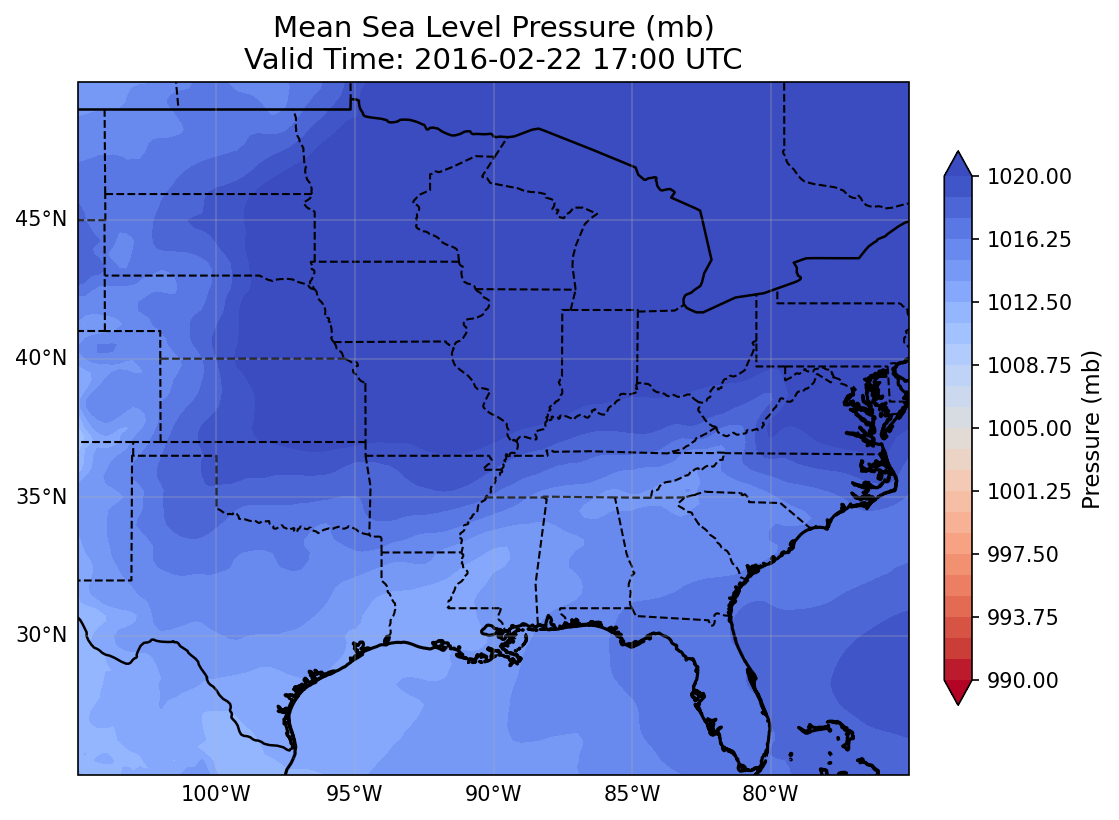 Mean Sea Level Pressure (mb)
Valid Time: 2016-02-22 17:00 UTC
45°N
40°N
35°N
30°N
100°W
95°W
90°W
85°W
80°W
1020.00
1016.25
1012.50
1008.75
1005.00
1001.25
997.50
993.75
990.00
Pressure (mb)